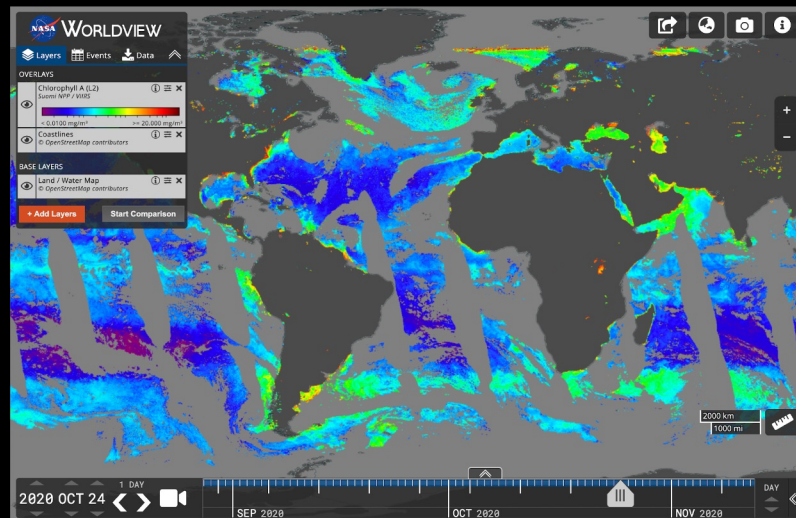 NASA WORLDVIEW
Layers Events Data
OVERLAYS
Chlorophyll A (L2)
Suomi NPP / VIIRS
< 0.0100 mg/m³ >= 20.000 mg/m³
Coastlines
© OpenStreetMap contributors
BASE LAYERS
Land / Water Map
© OpenStreetMap contributors
+ Add Layers Start Comparison
2000 km
1000 mi
1 DAY
2020 OCT 24
SEP 2020 OCT 2020 NOV 2020
DAY